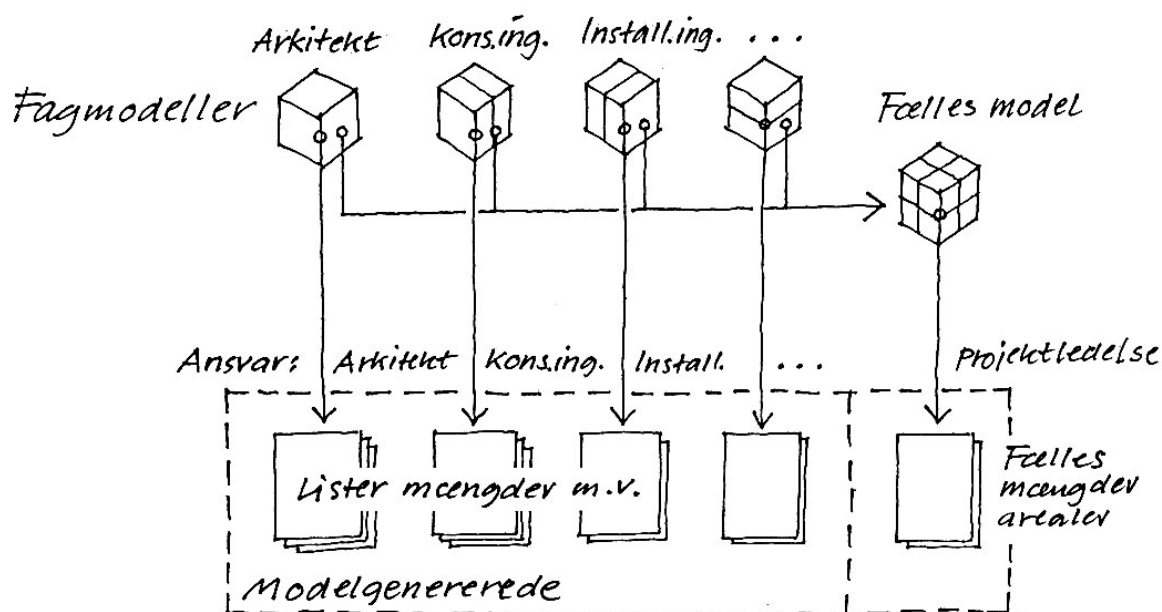 Arkitekt Kons.ing. Install.ing. ...
Fagmodeller
Fælles model
Ansvar: Arkitekt Kons.ing. Install. ...
Projektledelse
Lister mængder m.v.
Fælles
mængder
arealer
Modelgenererede